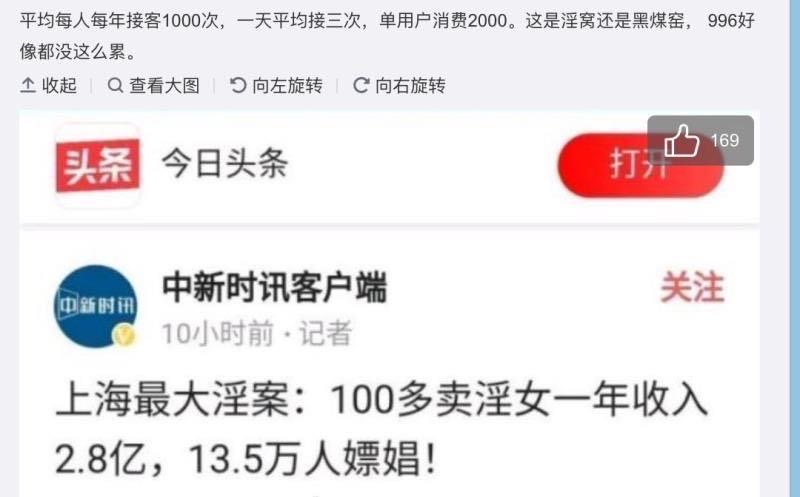 平均每人每年接客1000次，一天平均接三次，单用户消费2000。这是淫窝还是黑煤窑， 996好
像都没这么累。
收起 查看大图 向左旋转 向右旋转
头条 今日头条 打开 169
中新时讯 中新时讯客户端 关注
10小时前 · 记者
上海最大淫案：100多卖淫女一年收入
2.8亿，13.5万人嫖娼！